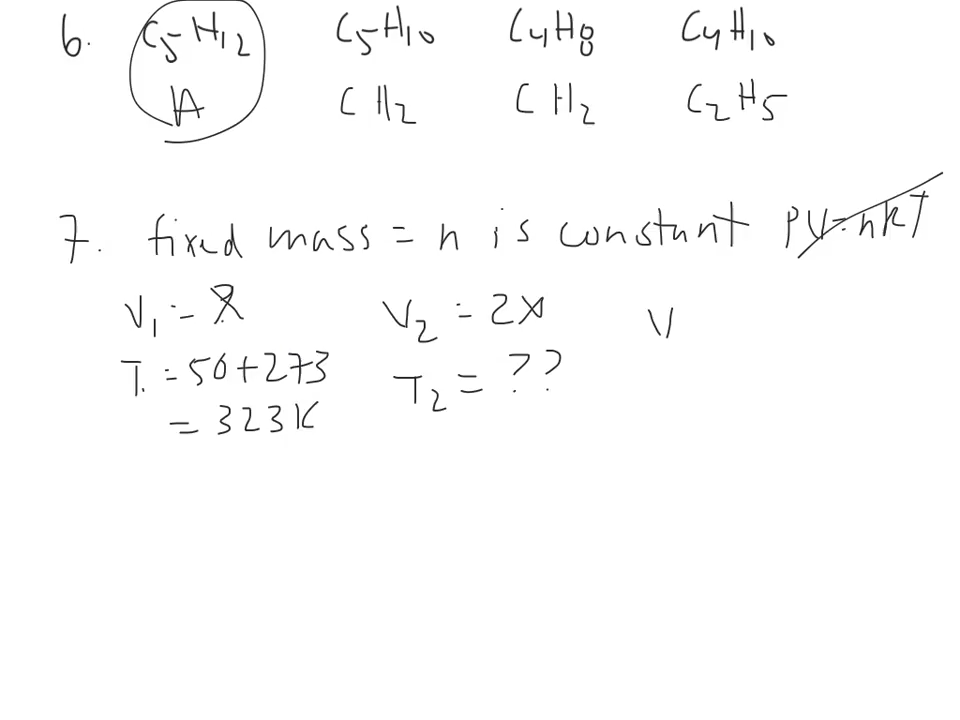 6. C5H12 C5H10 C4H8 C4H10
A CH2 CH2 C2H5
7. fixed mass = n is constant PV=nRT
V1 = x V2 = 2x V
T1 = 50+273 T2 = ??
= 323K